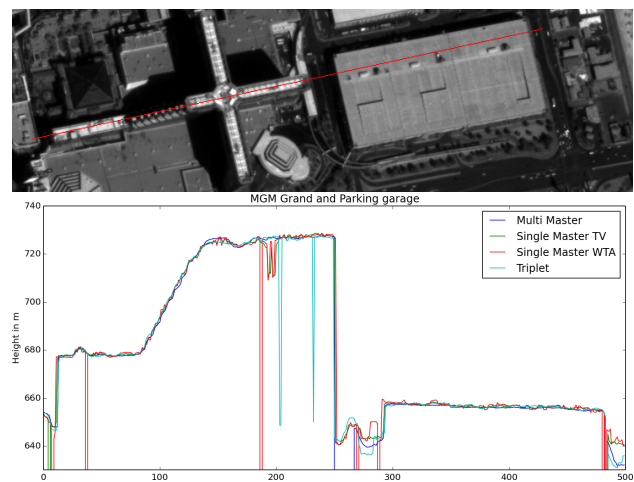 MGM Grand and Parking garage
740
720
700
680
660
640
Height in m
Multi Master
Single Master TV
Single Master WTA
Triplet
0
100
200
300
400
500